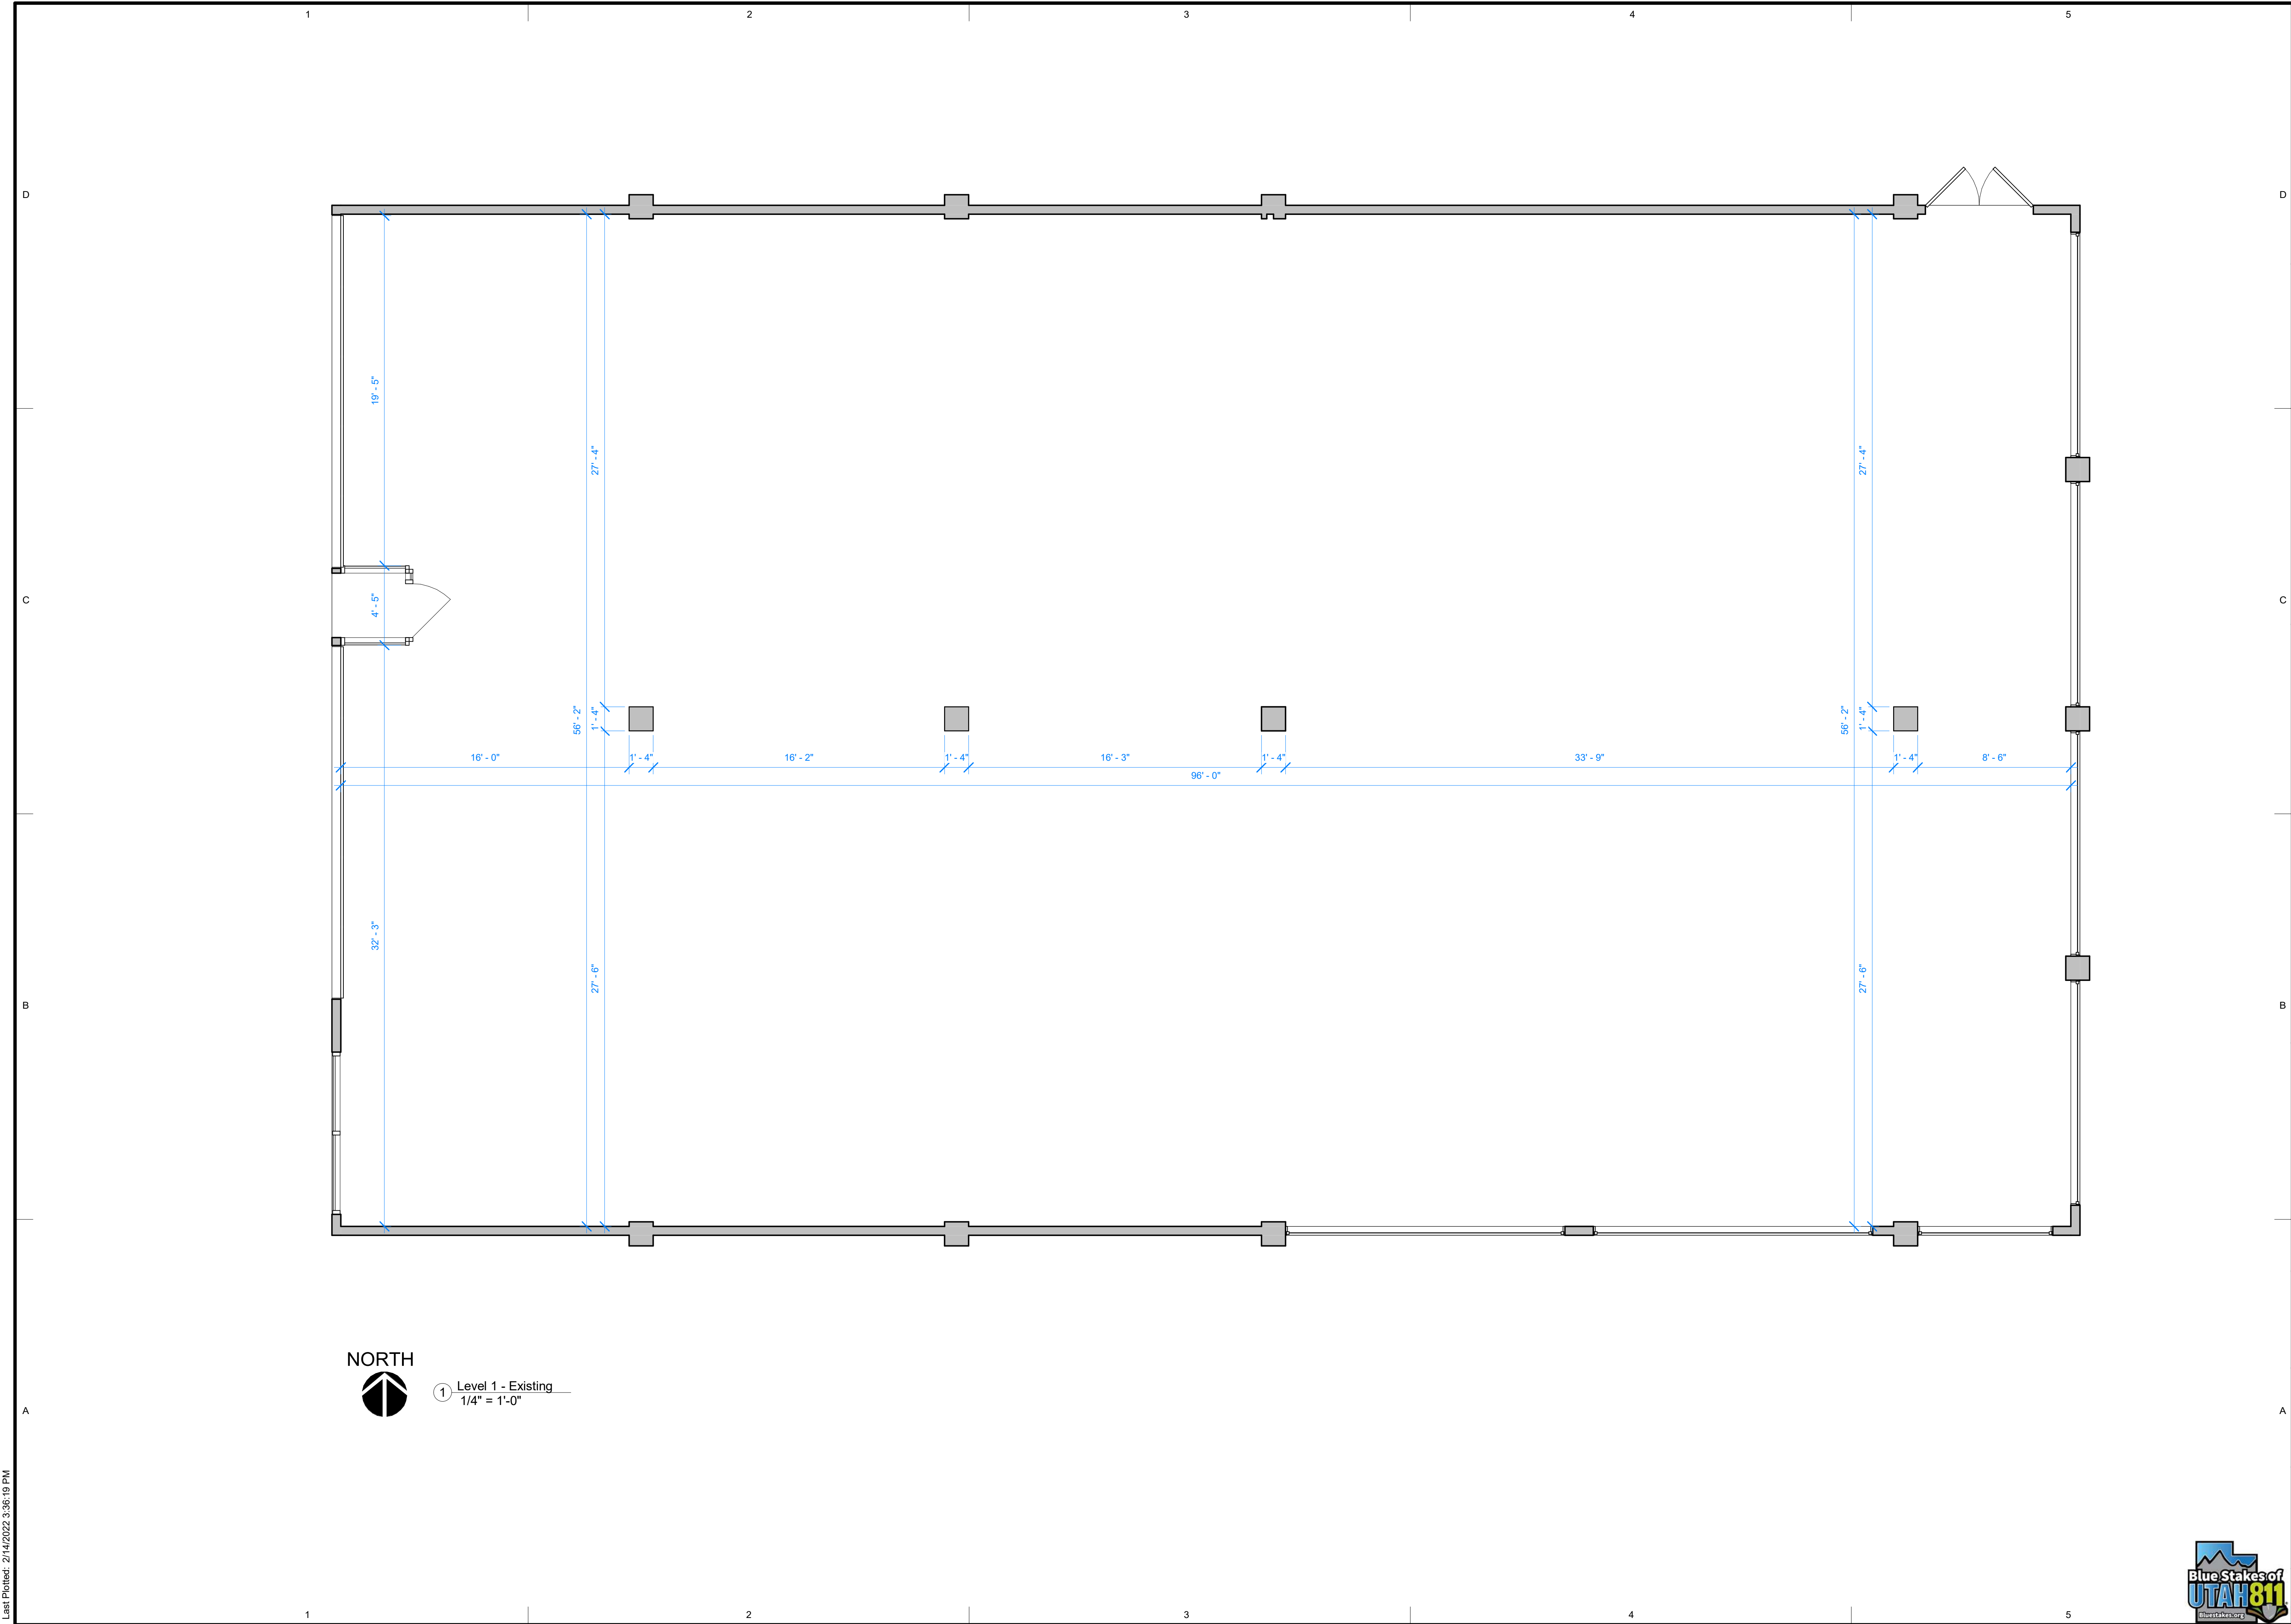 1 2 3 4 5
D D
19' - 5"
27' - 4" 27' - 4"
C C
4' - 5"
56' - 2" 1' - 4" 56' - 2" 1' - 4"
16' - 0" 1' - 4" 16' - 2" 1' - 4" 16' - 3" 1' - 4" 33' - 9" 1' - 4" 8' - 6"
96' - 0"
32' - 3"
27' - 6" 27' - 6"
B B
NORTH
1 Level 1 - Existing
1/4" = 1'-0"
A A
Last Plotted: 2/14/2022 3:36:19 PM
Blue Stakes of
UTAH 811
Bluestakes.org
1 2 3 4 5